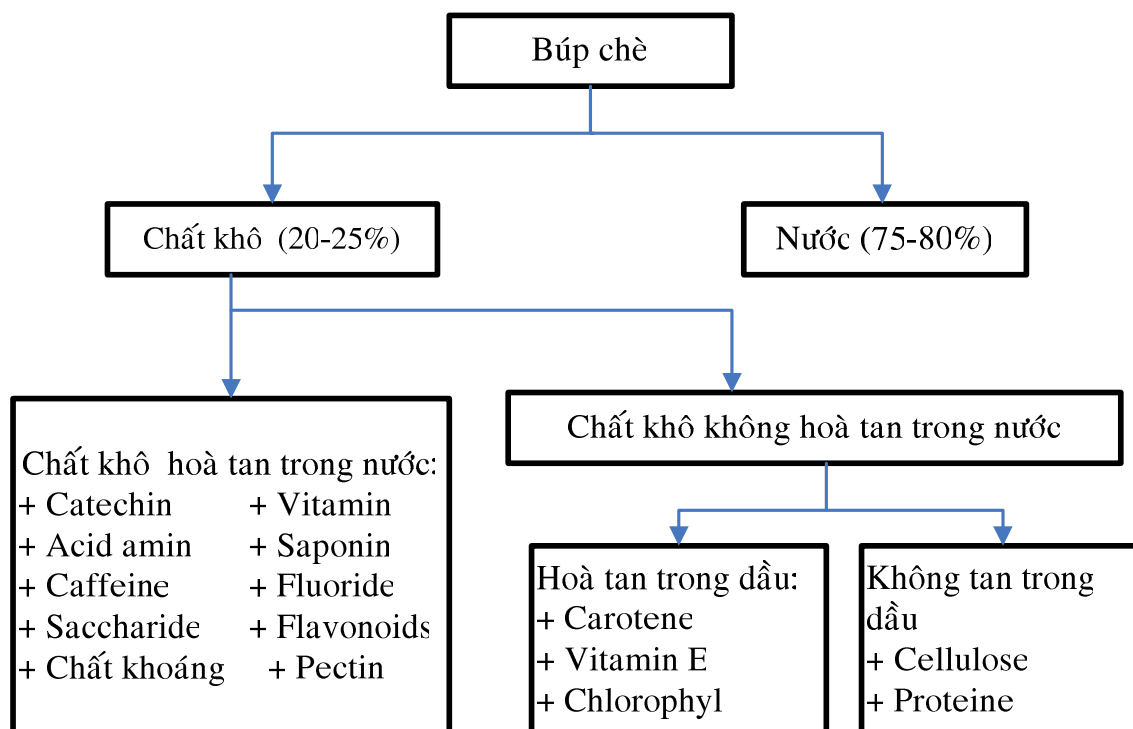 Búp chè
Chất khô (20-25%)
Nước (75-80%)
Chất khô hoà tan trong nước:
+ Catechin + Vitamin
+ Acid amin + Saponin
+ Caffeine + Fluoride
+ Saccharide + Flavonoids
+ Chất khoáng + Pectin
Chất khô không hoà tan trong nước
Hoà tan trong dầu:
+ Carotene
+ Vitamin E
+ Chlorophyl
Không tan trong
dầu
+ Cellulose
+ Proteine